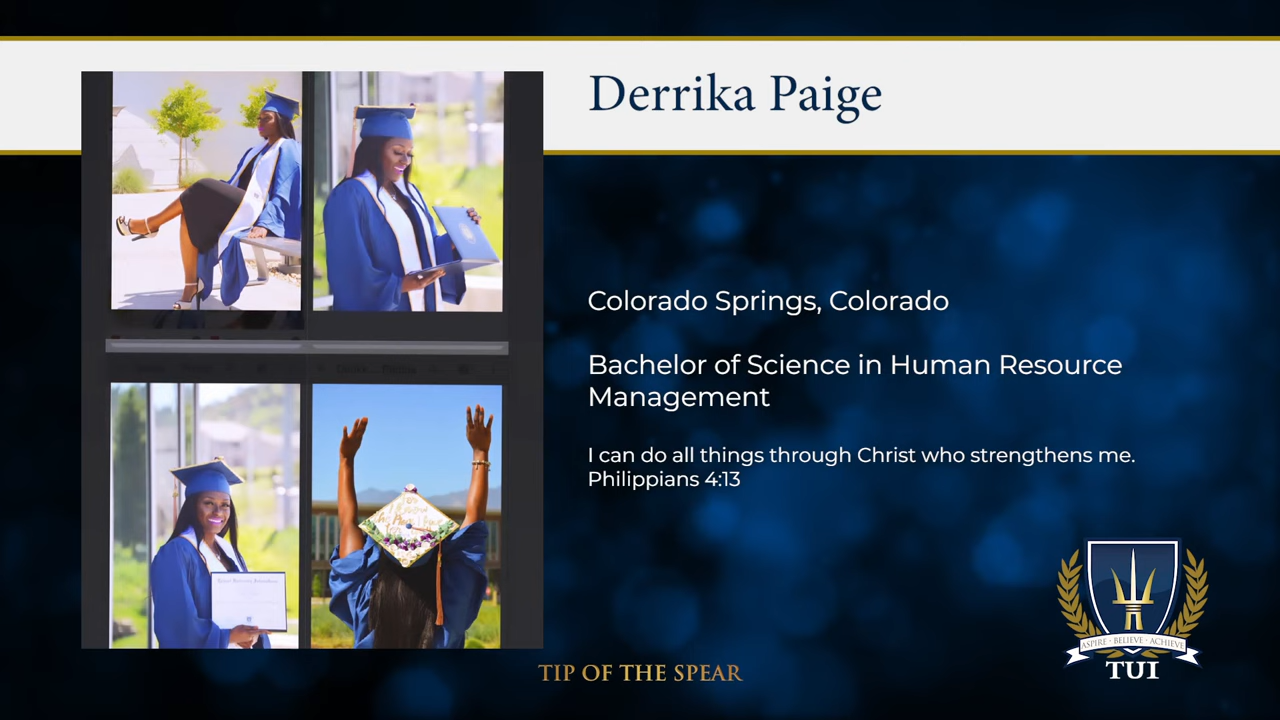 Derrika Paige
Colorado Springs, Colorado
Bachelor of Science in Human Resource
Management
I can do all things through Christ who strengthens me.
Philippians 4:13
ASPIRE · BELIEVE · ACHIEVE
TUI
TIP OF THE SPEAR